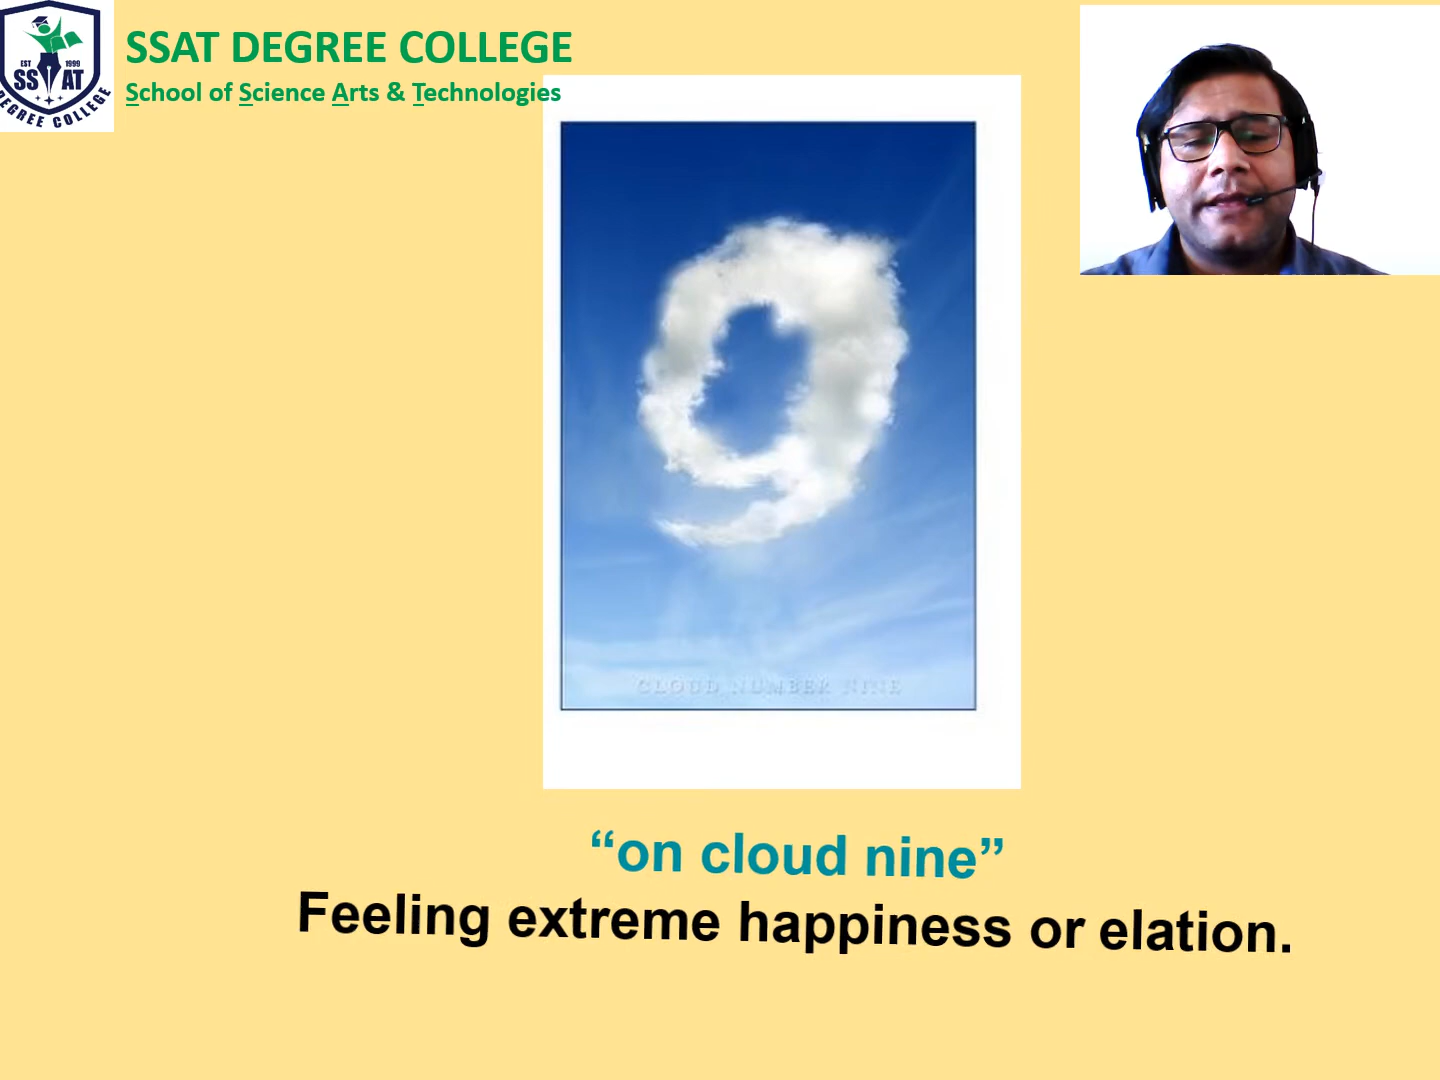 SSAT DEGREE COLLEGE
School of Science Arts & Technologies
EST 1999
SS AT
DEGREE COLLEGE
CLOUD NUMBER NINE
“on cloud nine”
Feeling extreme happiness or elation.